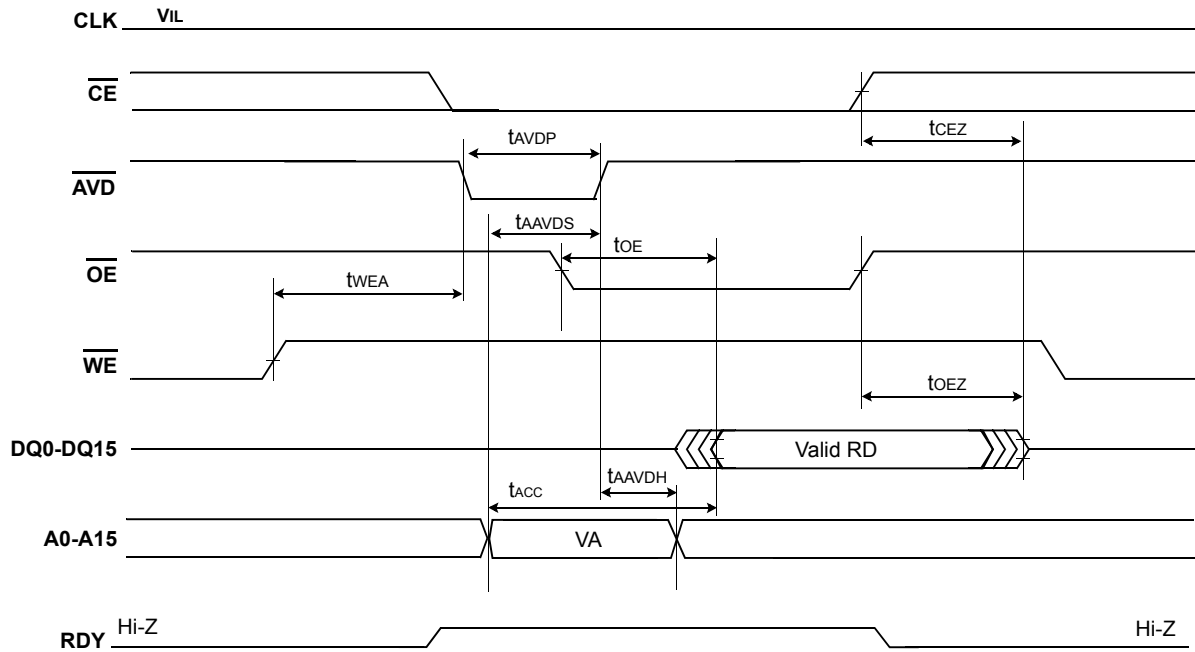 CLK VIL
CE
tCEZ
tAVDP
AVD
tAAVDS
tOE
OE
tWEA
WE
tOEZ
DQ0-DQ15 Valid RD
tAAVDH
tACC
A0-A15 VA
RDY Hi-Z Hi-Z